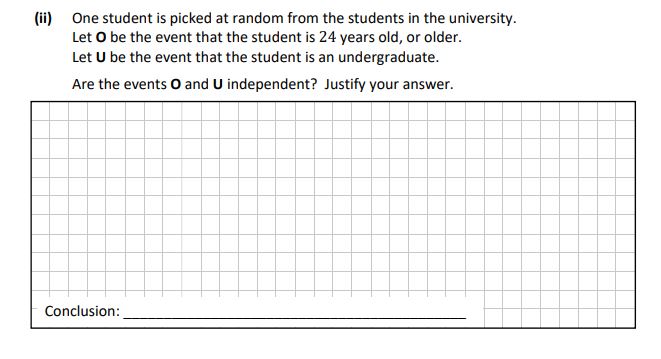 (ii) One student is picked at random from the students in the university.
Let O be the event that the student is 24 years old, or older.
Let U be the event that the student is an undergraduate.
Are the events O and U independent? Justify your answer.
Conclusion: